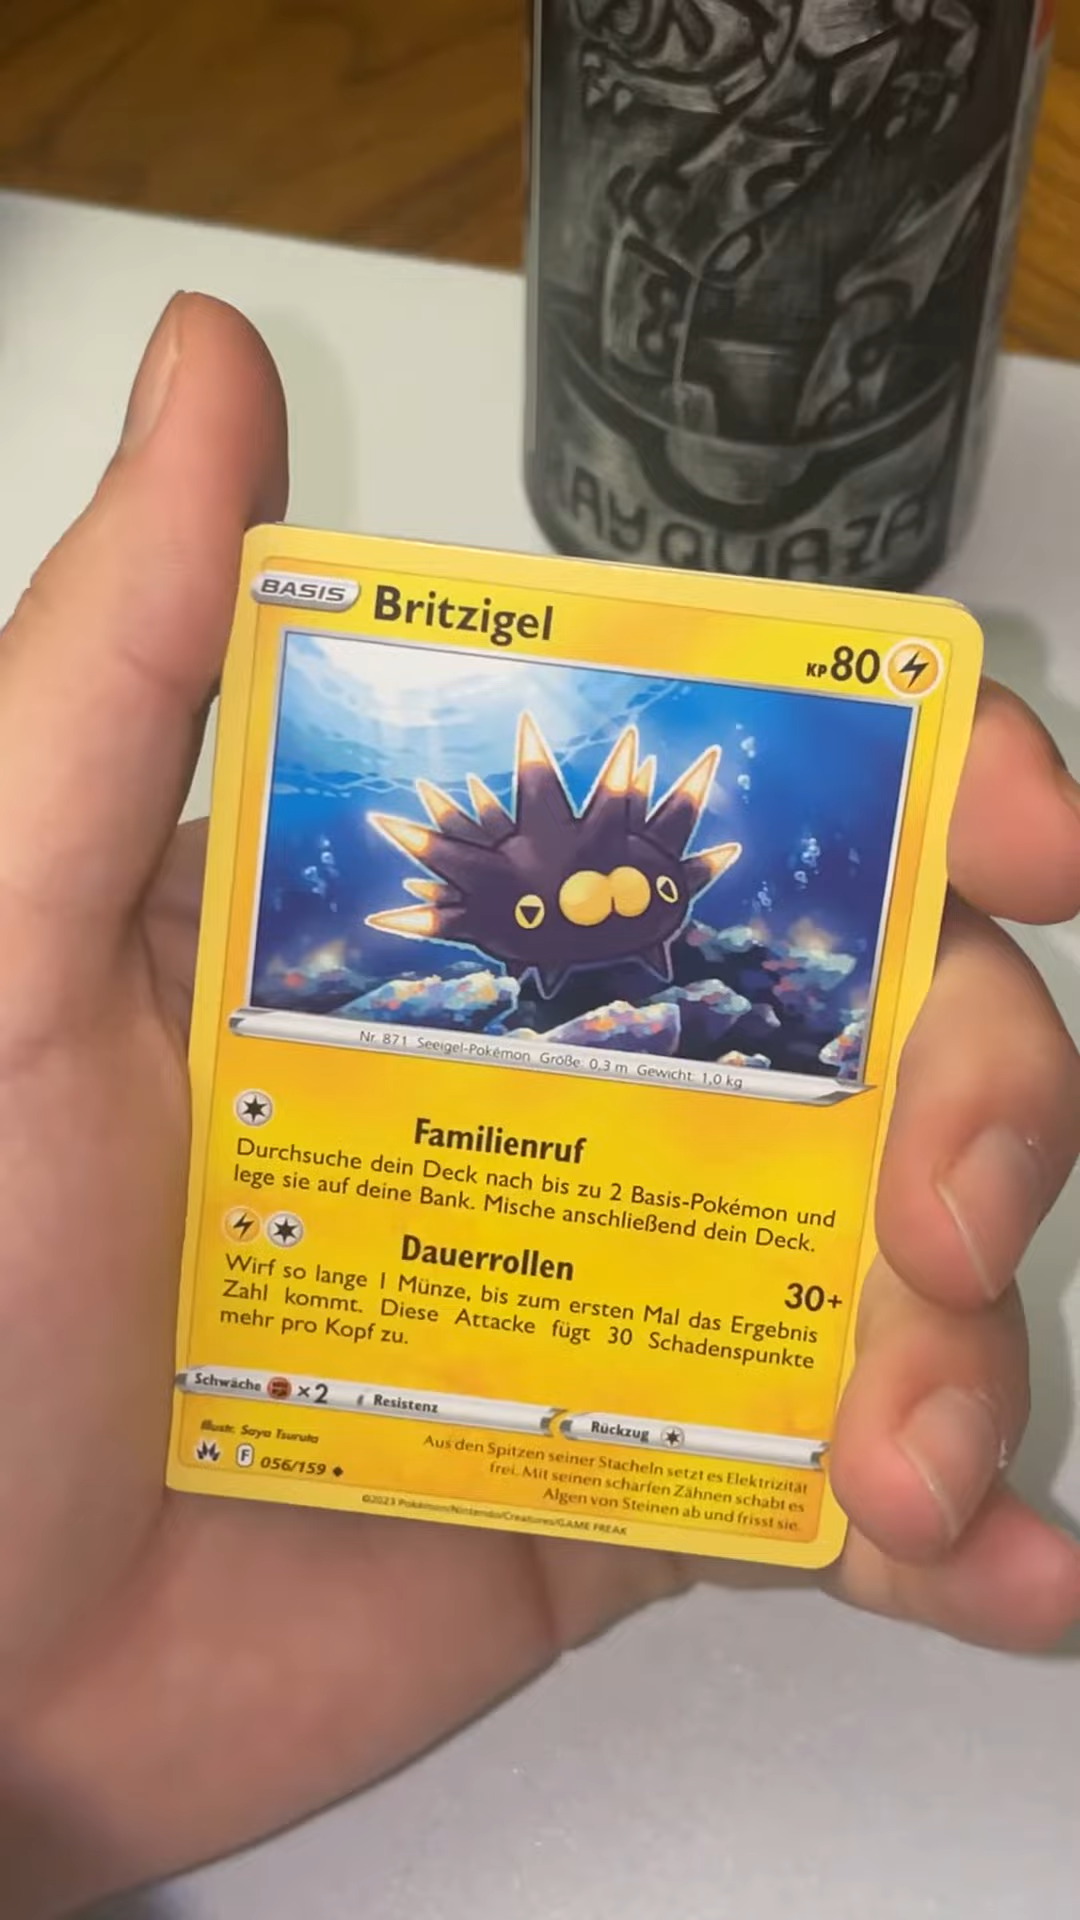 AYQUAZA
BASIS Britzigel KP 80
Nr. 871 Seeigel-Pokémon Größe: 0,3 m Gewicht: 1,0 kg
Familienruf
Durchsuche dein Deck nach bis zu 2 Basis-Pokémon und
lege sie auf deine Bank. Mische anschließend dein Deck.
Dauerrollen 30+
Wirf so lange 1 Münze, bis zum ersten Mal das Ergebnis
Zahl kommt. Diese Attacke fügt 30 Schadenspunkte
mehr pro Kopf zu.
Schwäche ×2 Resistenz Rückzug
Illustr. Saya Tsuruta
F 056/159
Aus den Spitzen seiner Stacheln setzt es Elektrizität
frei. Mit seinen scharfen Zähnen schabt es
Algen von Steinen ab und frisst sie.
©2023 Pokémon/Nintendo/Creatures/GAME FREAK